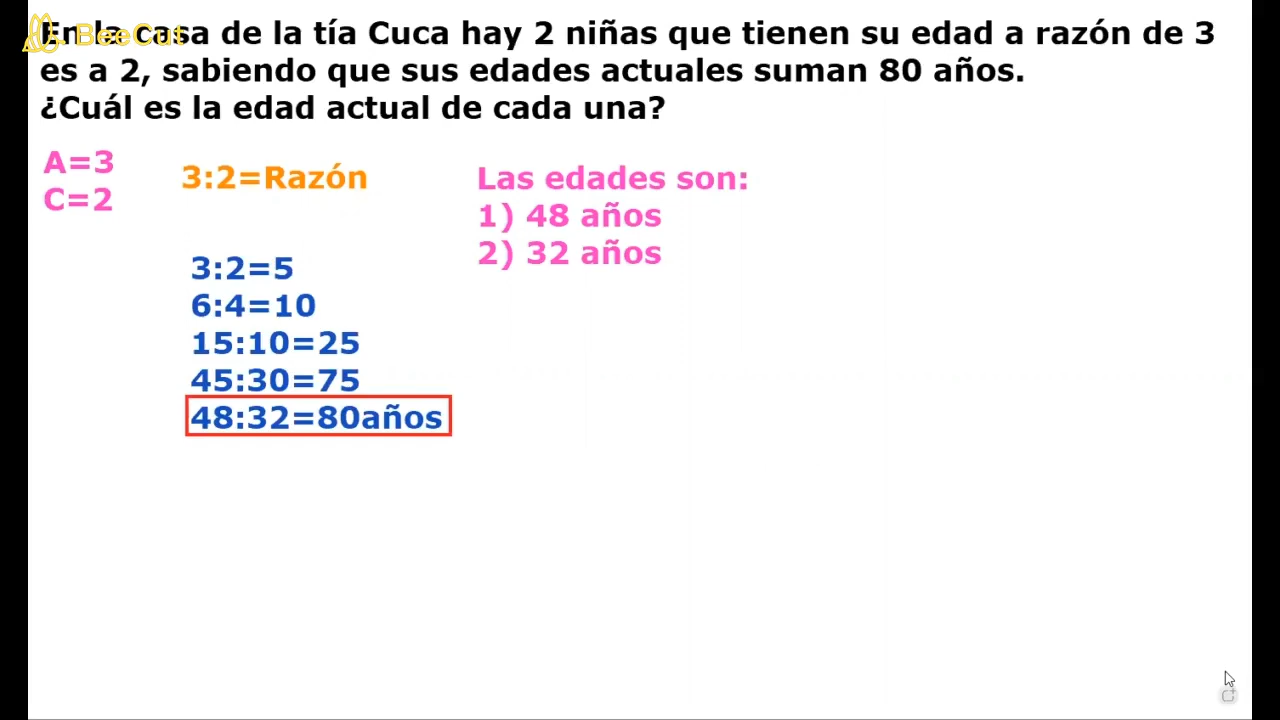 En la casa de la tía Cuca hay 2 niñas que tienen su edad a razón de 3
es a 2, sabiendo que sus edades actuales suman 80 años.
¿Cuál es la edad actual de cada una?
BeeCut
A=3
C=2
3:2=Razón
Las edades son:
1) 48 años
2) 32 años
3:2=5
6:4=10
15:10=25
45:30=75
48:32=80años